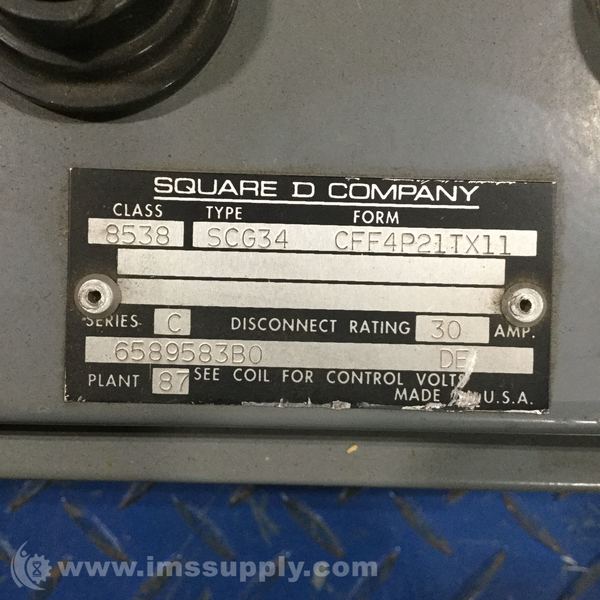 SQUARE D COMPANY
CLASS TYPE FORM
8538 SCG34 CFF4P21TX11
SERIES C DISCONNECT RATING 30 AMP.
6589583B0 DE
PLANT 87 SEE COIL FOR CONTROL VOLTS
MADE U.S.A.
www.imssupply.com